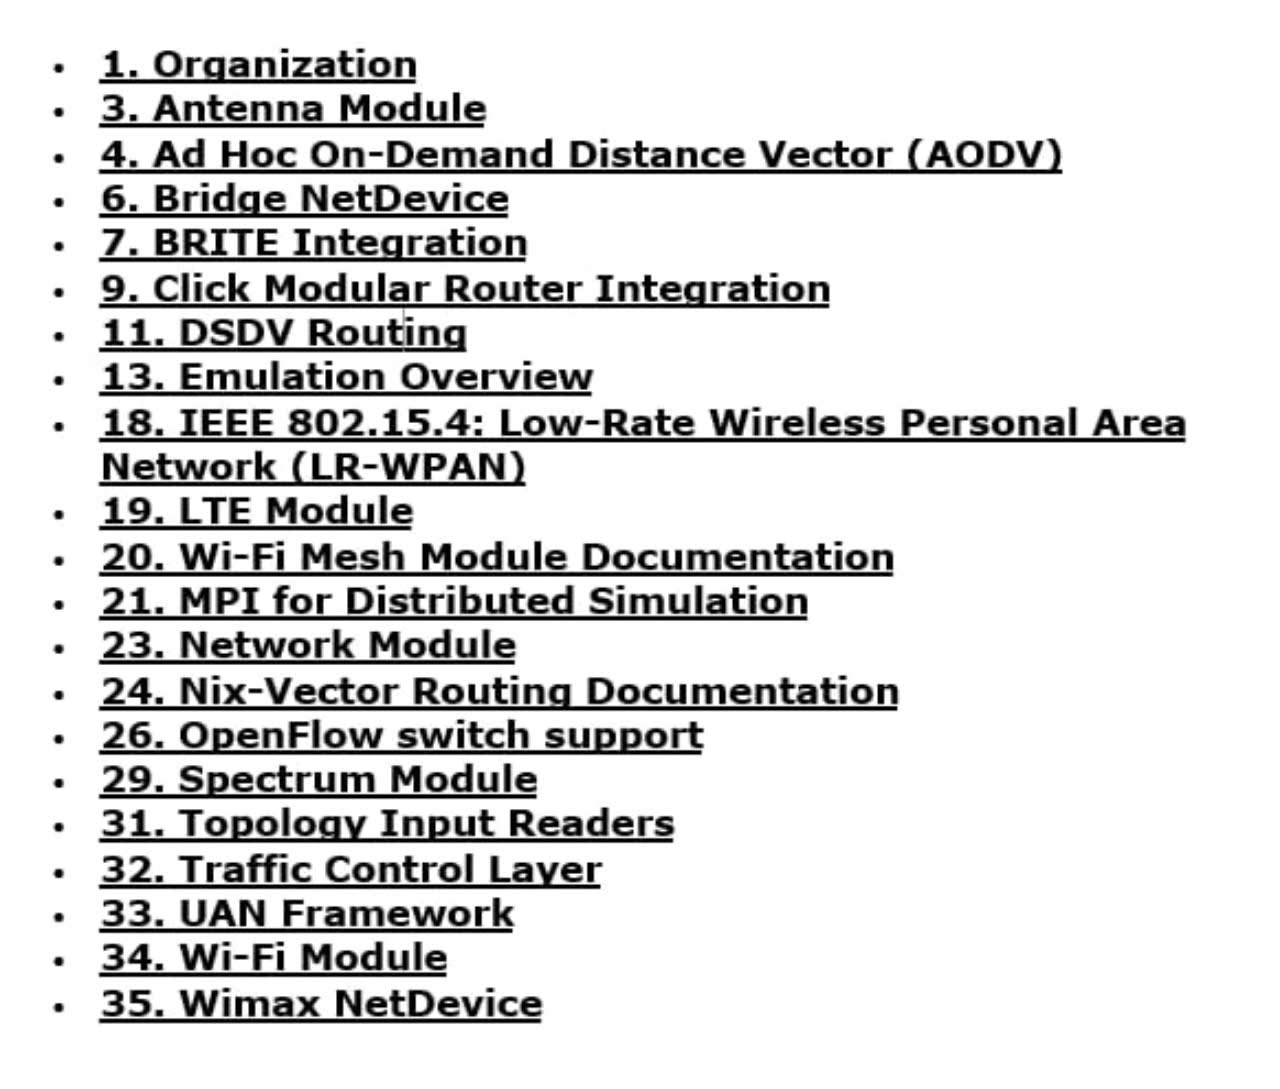 • 1. Organization
• 3. Antenna Module
• 4. Ad Hoc On-Demand Distance Vector (AODV)
• 6. Bridge NetDevice
• 7. BRITE Integration
• 9. Click Modular Router Integration
• 11. DSDV Routing
• 13. Emulation Overview
• 18. IEEE 802.15.4: Low-Rate Wireless Personal Area
Network (LR-WPAN)
• 19. LTE Module
• 20. Wi-Fi Mesh Module Documentation
• 21. MPI for Distributed Simulation
• 23. Network Module
• 24. Nix-Vector Routing Documentation
• 26. OpenFlow switch support
• 29. Spectrum Module
• 31. Topology Input Readers
• 32. Traffic Control Layer
• 33. UAN Framework
• 34. Wi-Fi Module
• 35. Wimax NetDevice